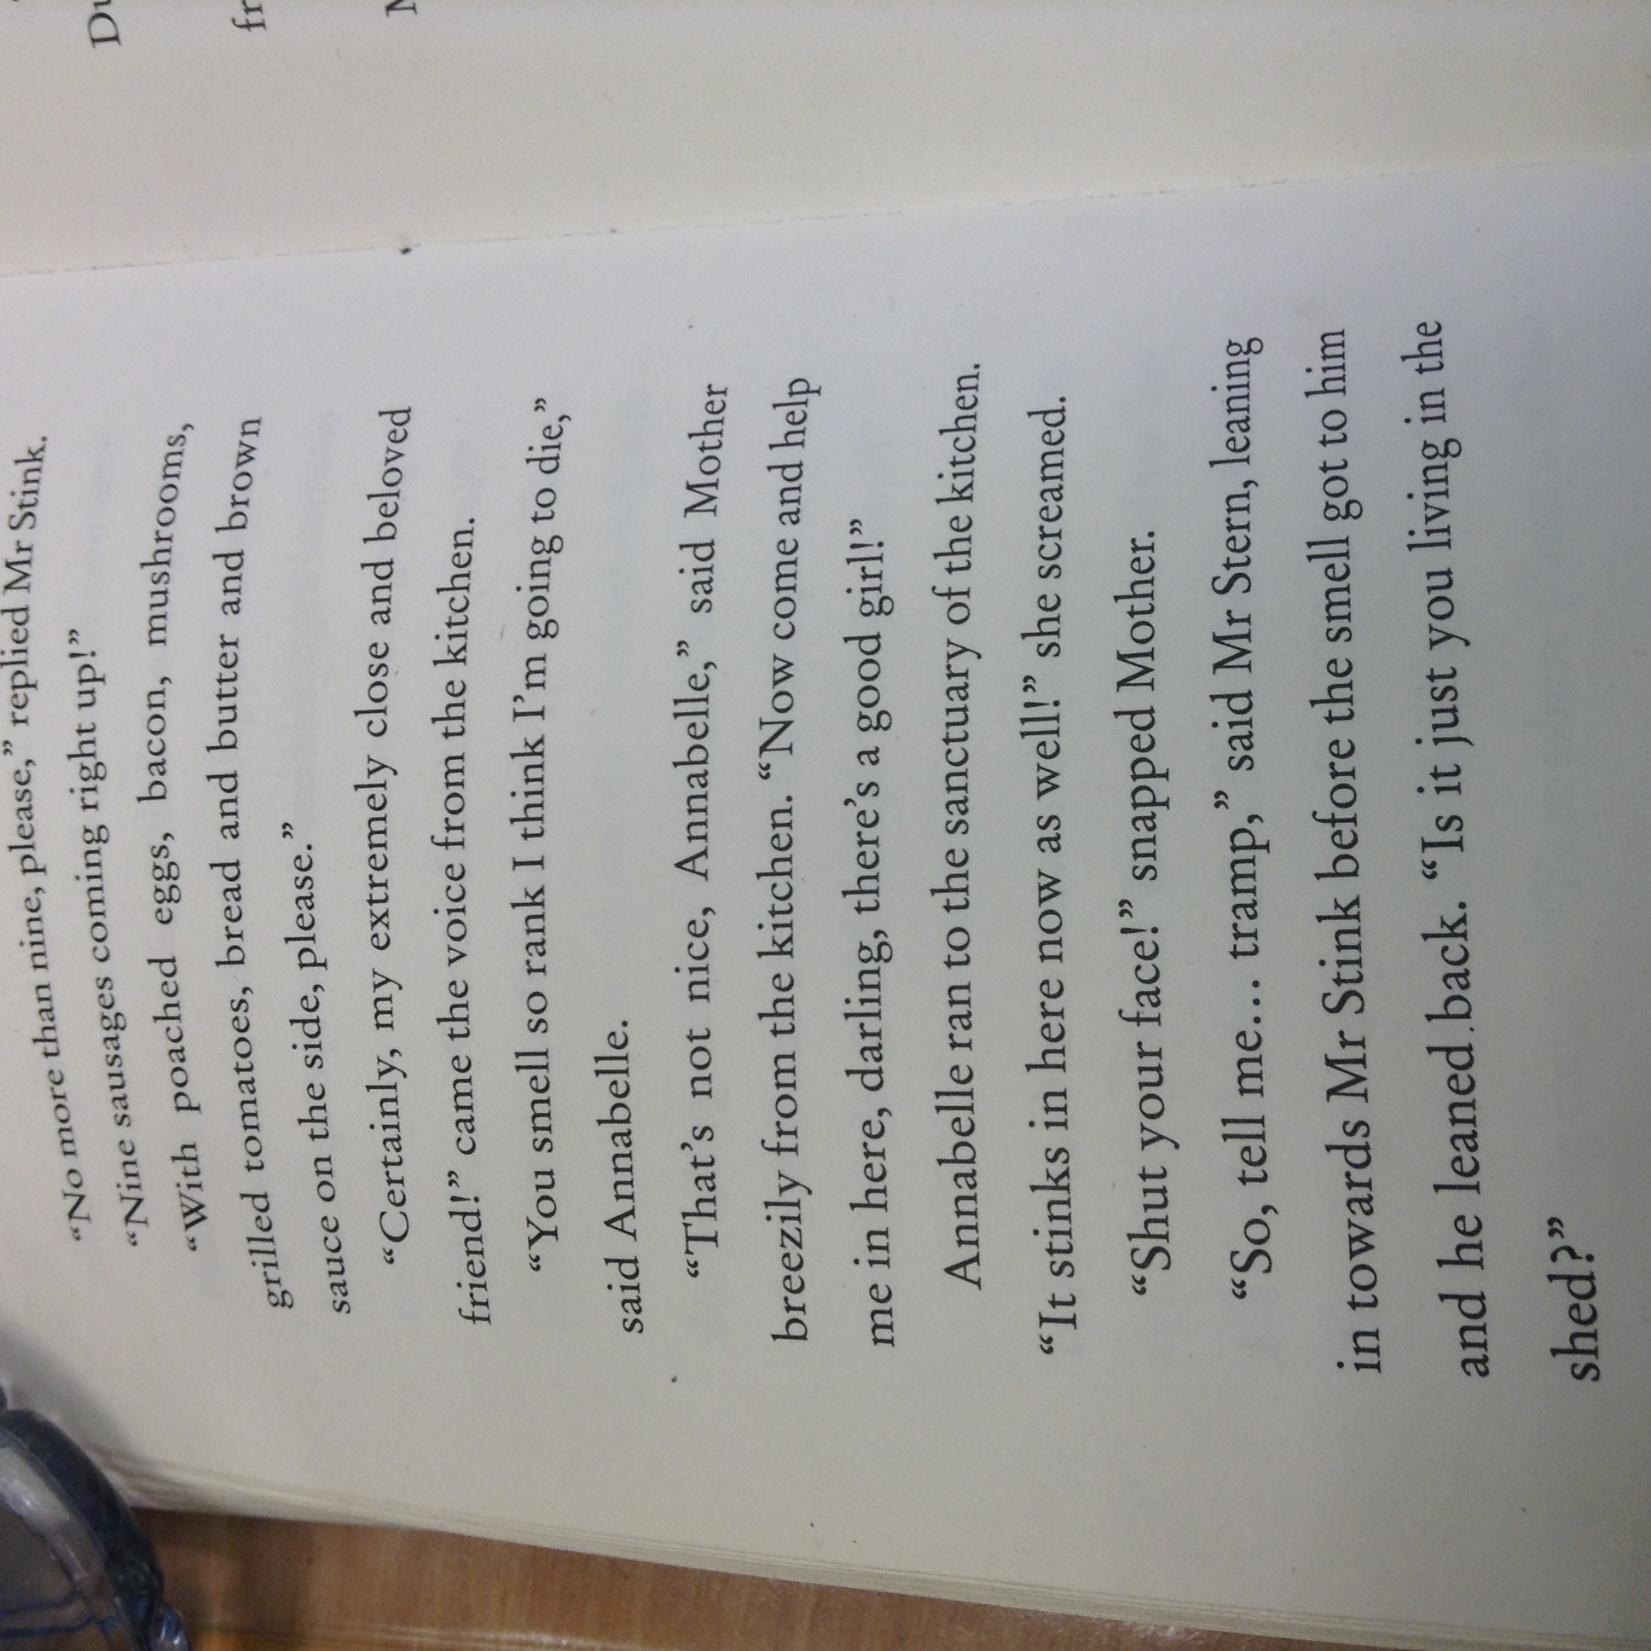 “No more than nine, please,” replied Mr Stink.
“Nine sausages coming right up!”
“With poached eggs, bacon, mushrooms,
grilled tomatoes, bread and butter and brown
sauce on the side, please.”
“Certainly, my extremely close and beloved
friend!” came the voice from the kitchen.
“You smell so rank I think I’m going to die,”
said Annabelle.
“That’s not nice, Annabelle,” said Mother
breezily from the kitchen. “Now come and help
me in here, darling, there’s a good girl!”
Annabelle ran to the sanctuary of the kitchen.
“It stinks in here now as well!” she screamed.
“Shut your face!” snapped Mother.
“So, tell me… tramp,” said Mr Stern, leaning
in towards Mr Stink before the smell got to him
and he leaned back. “Is it just you living in the
shed?”